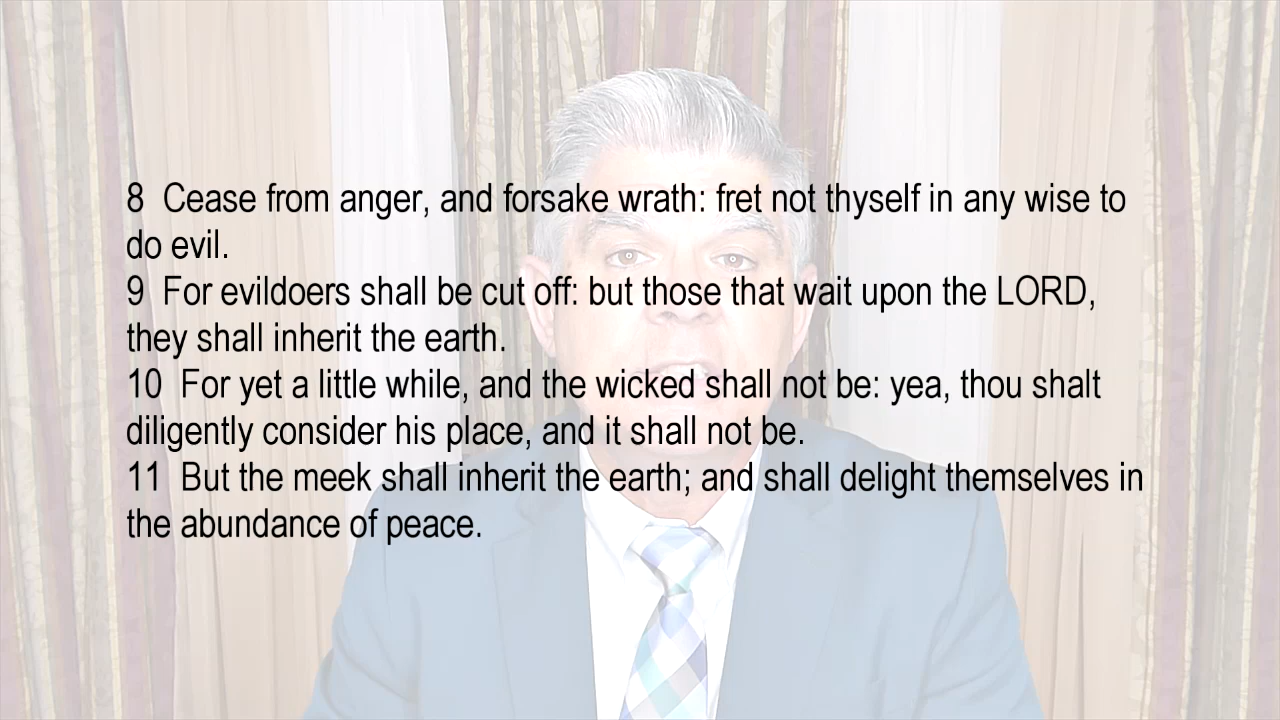 8  Cease from anger, and forsake wrath: fret not thyself in any wise to
do evil.
9  For evildoers shall be cut off: but those that wait upon the LORD,
they shall inherit the earth.
10  For yet a little while, and the wicked shall not be: yea, thou shalt
diligently consider his place, and it shall not be.
11  But the meek shall inherit the earth; and shall delight themselves in
the abundance of peace.